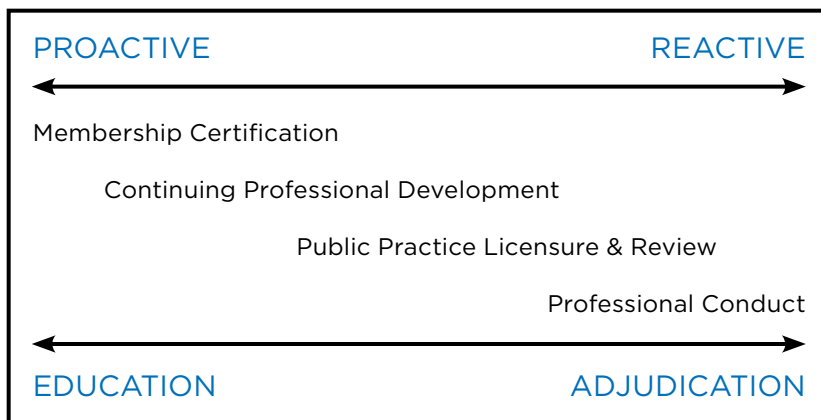 PROACTIVE REACTIVE
Membership Certification
Continuing Professional Development
Public Practice Licensure & Review
Professional Conduct
EDUCATION ADJUDICATION